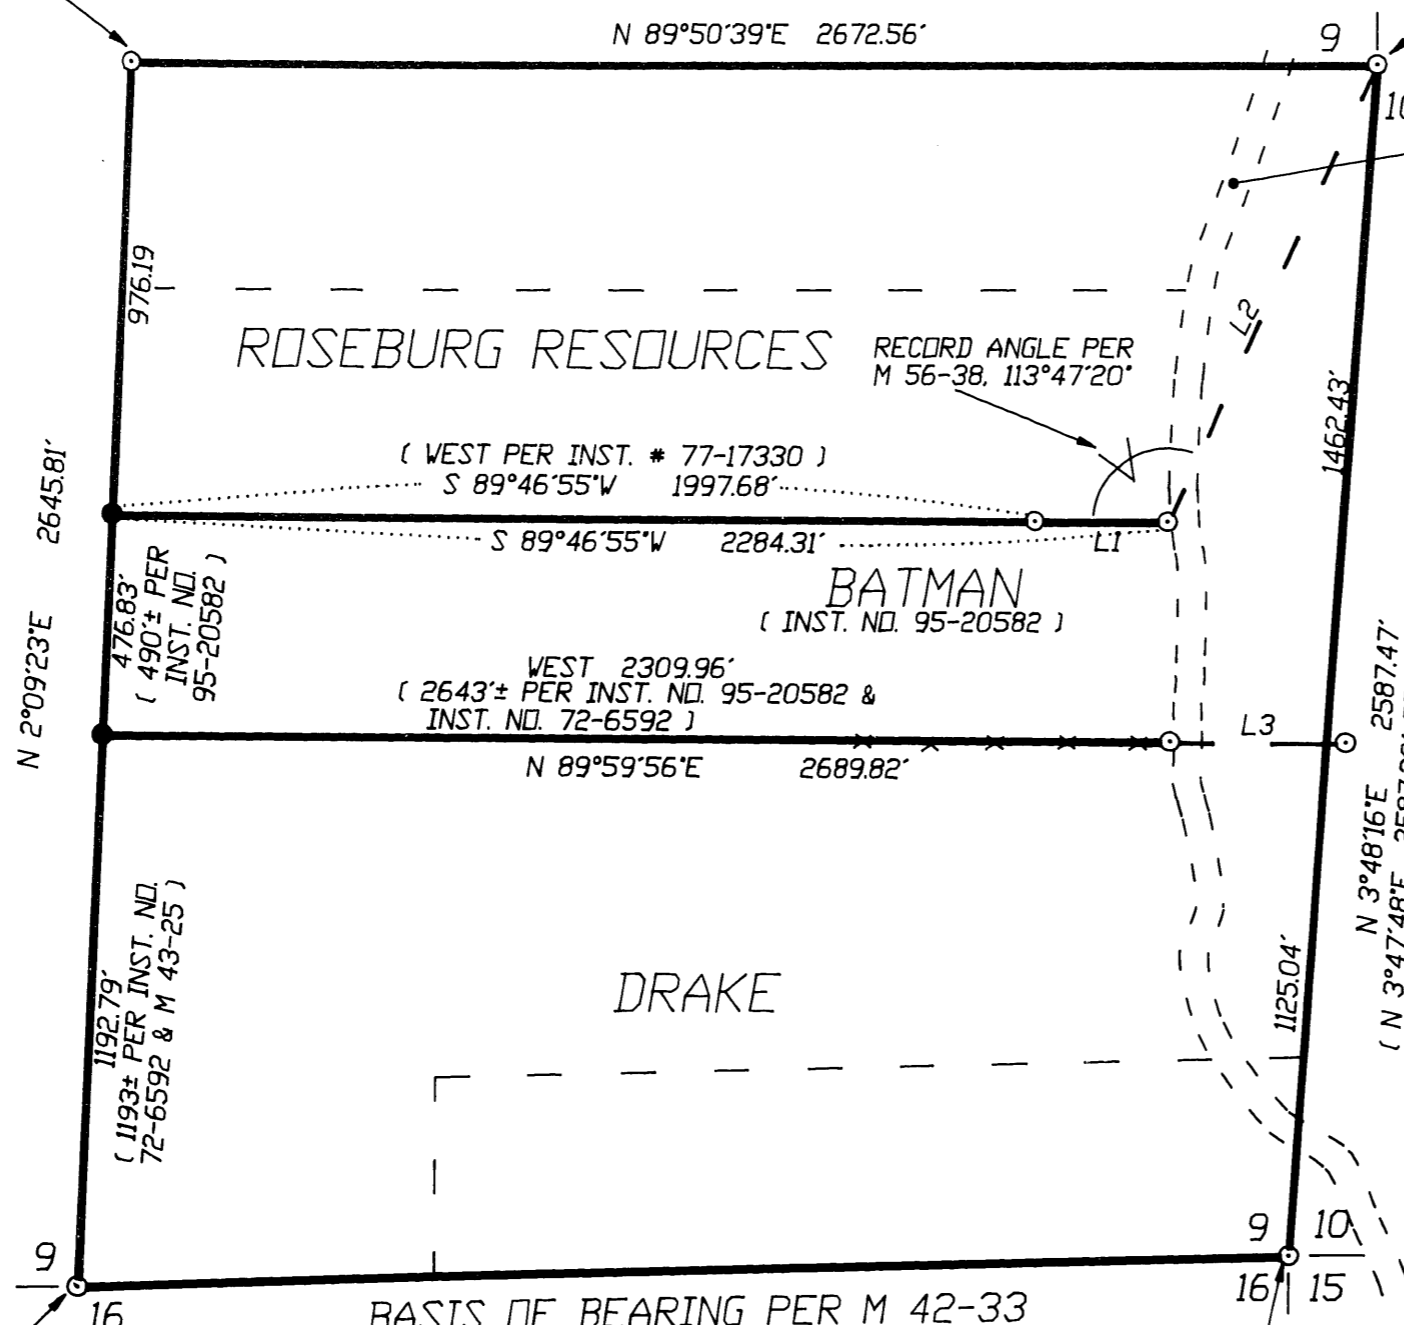 N 89°50'39"E 2672.56'
9
10
976.19
ROSEBURG RESOURCES
RECORD ANGLE PER
M 56-38, 113°47'20"
L2
1462.43'
( WEST PER INST. # 77-17330 )
S 89°46'55"W 1997.68'
S 89°46'55"W 2284.31'
L1
N 2°09'23"E 2645.81'
476.83'
( 490'± PER
INST. NO.
95-20582 )
BATMAN
( INST. NO. 95-20582 )
WEST 2309.96'
( 2643'± PER INST. NO. 95-20582 &
INST. NO. 72-6592 )
L3
N 89°59'56"E 2689.82'
N 3°48'16"E 2587.47'
( N 3°47'48"E
DRAKE
1192.79'
( 1193± PER INST. NO.
72-6592 & M 43-25 )
1125.04'
9
16
9
10
16
15
BASIS OF BEARING PER M 42-33